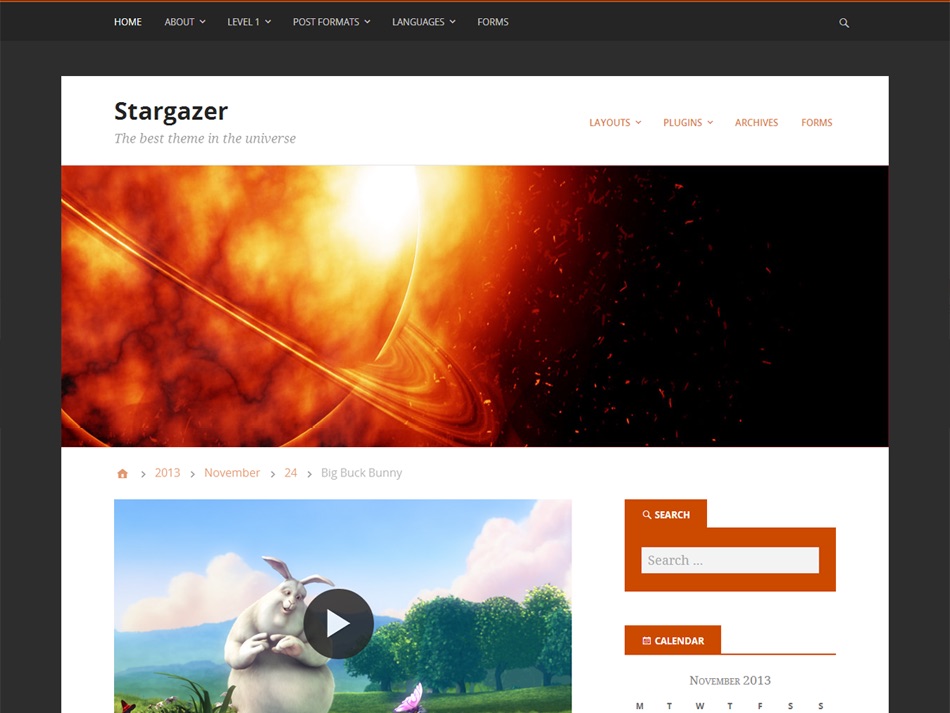 HOME ABOUT LEVEL 1 POST FORMATS LANGUAGES FORMS
Stargazer
The best theme in the universe
LAYOUTS PLUGINS ARCHIVES FORMS
2013 November 24 Big Buck Bunny
SEARCH
Search ...
CALENDAR
November 2013
M T W T F S S